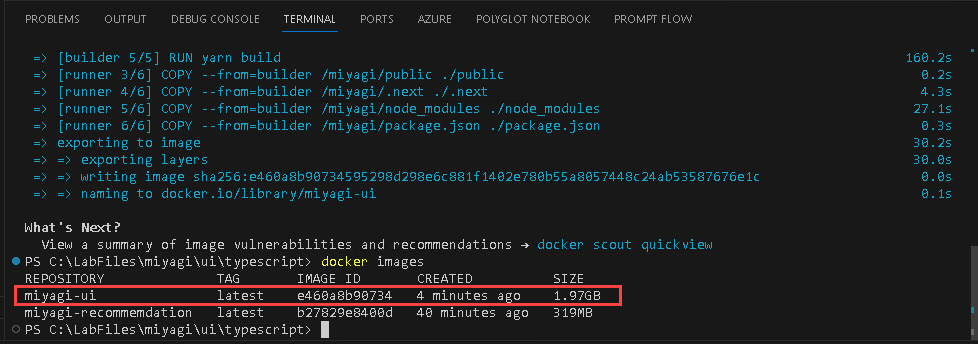 PROBLEMS OUTPUT DEBUG CONSOLE TERMINAL PORTS AZURE POLYGLOT NOTEBOOK PROMPT FLOW
=> [builder 5/5] RUN yarn build 160.2s
=> [runner 3/6] COPY --from=builder /miyagi/public ./public 0.2s
=> [runner 4/6] COPY --from=builder /miyagi/.next ./.next 4.3s
=> [runner 5/6] COPY --from=builder /miyagi/node_modules ./node_modules 27.1s
=> [runner 6/6] COPY --from=builder /miyagi/package.json ./package.json 0.3s
=> exporting to image 30.2s
=> => exporting layers 30.0s
=> => writing image sha256:e460a8b90734595298d298e6c881f1402e780b55a8057448c24ab53587676e1c 0.0s
=> => naming to docker.io/library/miyagi-ui 0.1s
What's Next?
View a summary of image vulnerabilities and recommendations → docker scout quickview
PS C:\LabFiles\miyagi\ui\typescript> docker images
REPOSITORY TAG IMAGE ID CREATED SIZE
miyagi-ui latest e460a8b90734 4 minutes ago 1.97GB
miyagi-recommemdation latest b27829e8400d 40 minutes ago 319MB
PS C:\LabFiles\miyagi\ui\typescript>